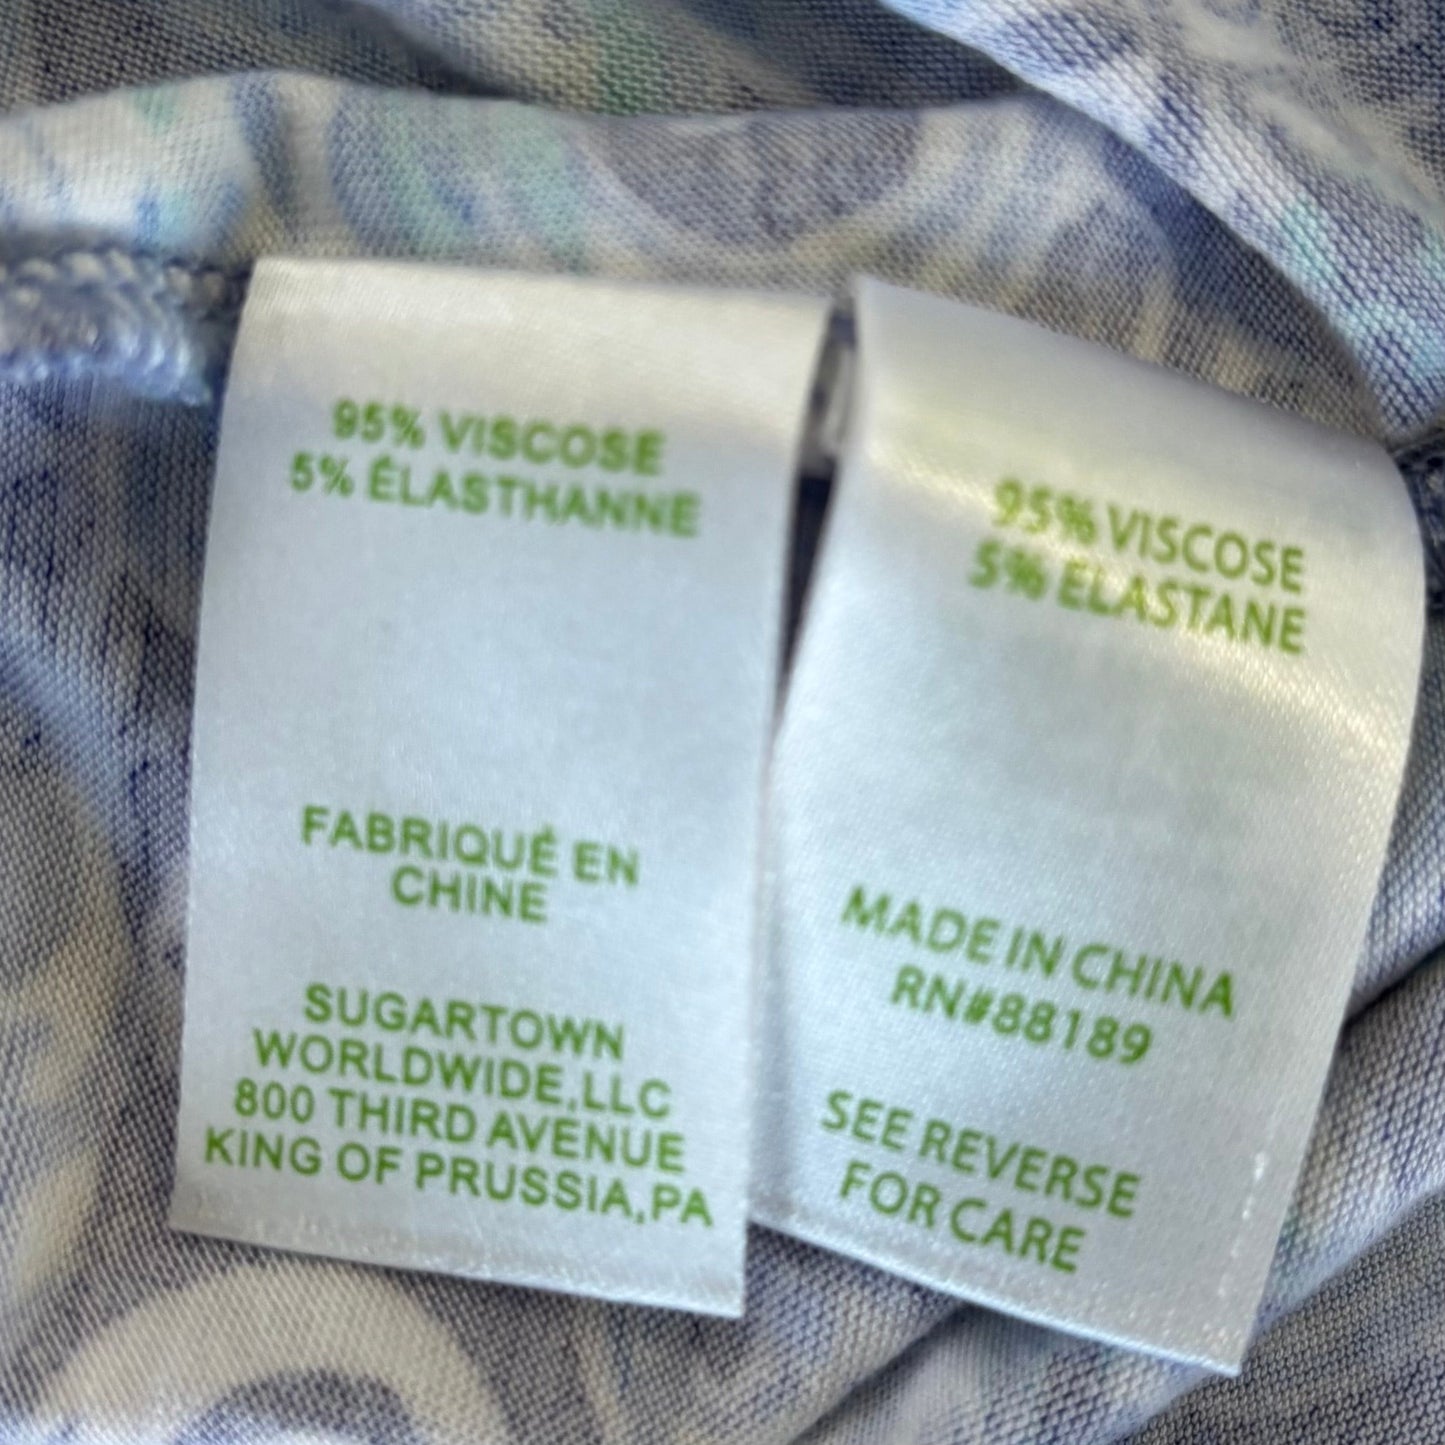 95% VISCOSE
5% ÉLASTHANNE
FABRIQUÉ EN
CHINE
SUGARTOWN
WORLDWIDE,LLC
800 THIRD AVENUE
KING OF PRUSSIA,PA
95% VISCOSE
5% ELASTANE
MADE IN CHINA
RN#88189
SEE REVERSE
FOR CARE